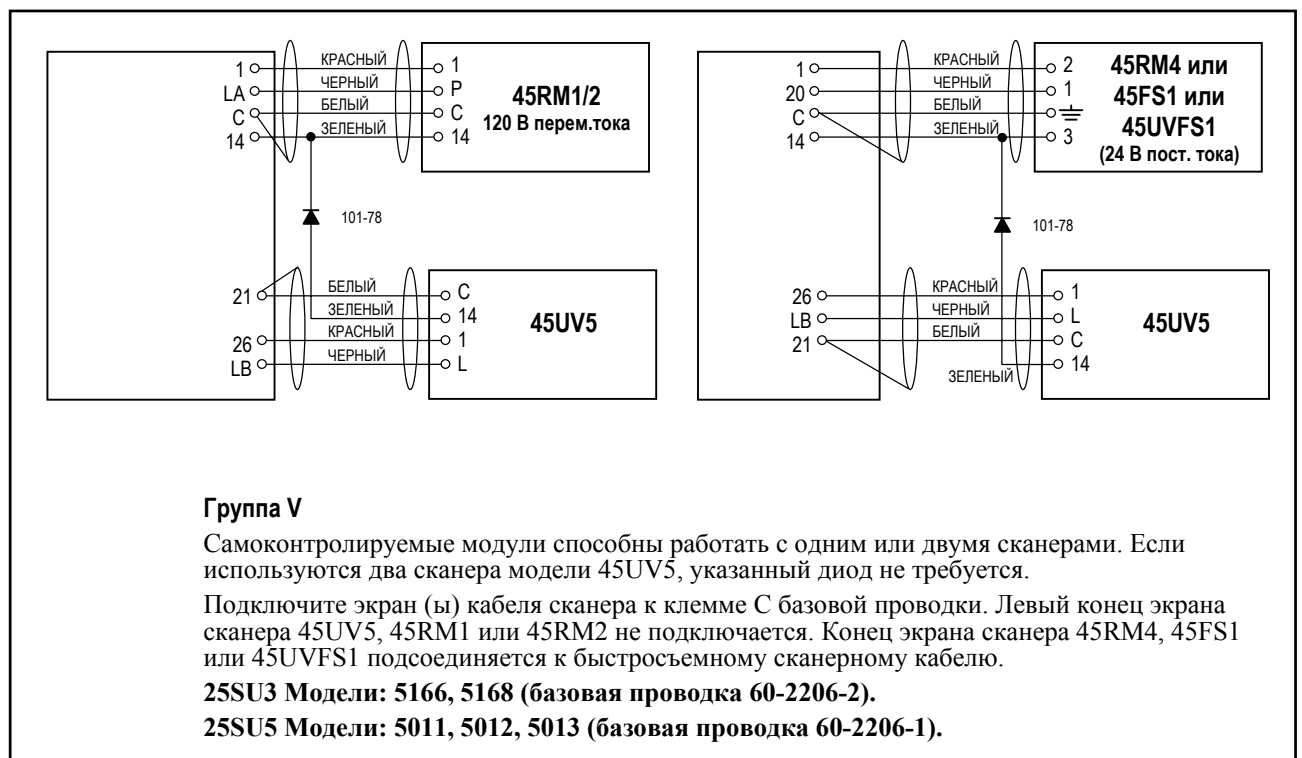 1 КРАСНЫЙ 1
LA ЧЕРНЫЙ P
C БЕЛЫЙ C
14 ЗЕЛЕНЫЙ 14
45RM1/2
120 В перем.тока
101-78
21 БЕЛЫЙ C
ЗЕЛЕНЫЙ 14
26 КРАСНЫЙ 1
LB ЧЕРНЫЙ L
45UV5
1 КРАСНЫЙ 2
20 ЧЕРНЫЙ 1
C БЕЛЫЙ
14 ЗЕЛЕНЫЙ 3
45RM4 или
45FS1 или
45UVFS1
(24 В пост. тока)
101-78
26 КРАСНЫЙ 1
LB ЧЕРНЫЙ L
21 БЕЛЫЙ C
ЗЕЛЕНЫЙ 14
45UV5
Группа V
Самоконтролируемые модули способны работать с одним или двумя сканерами. Если
используются два сканера модели 45UV5, указанный диод не требуется.
Подключите экран (ы) кабеля сканера к клемме С базовой проводки. Левый конец экрана
сканера 45UV5, 45RM1 или 45RM2 не подключается. Конец экрана сканера 45RM4, 45FS1
или 45UVFS1 подсоединяется к быстросъемному сканерному кабелю.
25SU3 Модели: 5166, 5168 (базовая проводка 60-2206-2).
25SU5 Модели: 5011, 5012, 5013 (базовая проводка 60-2206-1).